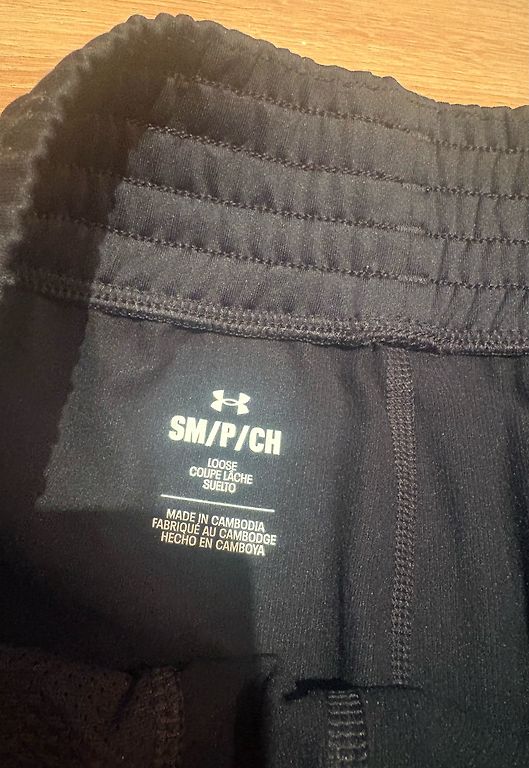 SM/P/CH
LOOSE
COUPE LÂCHE
SUELTO
MADE IN CAMBODIA
FABRIQUÉ AU CAMBODGE
HECHO EN CAMBOYA